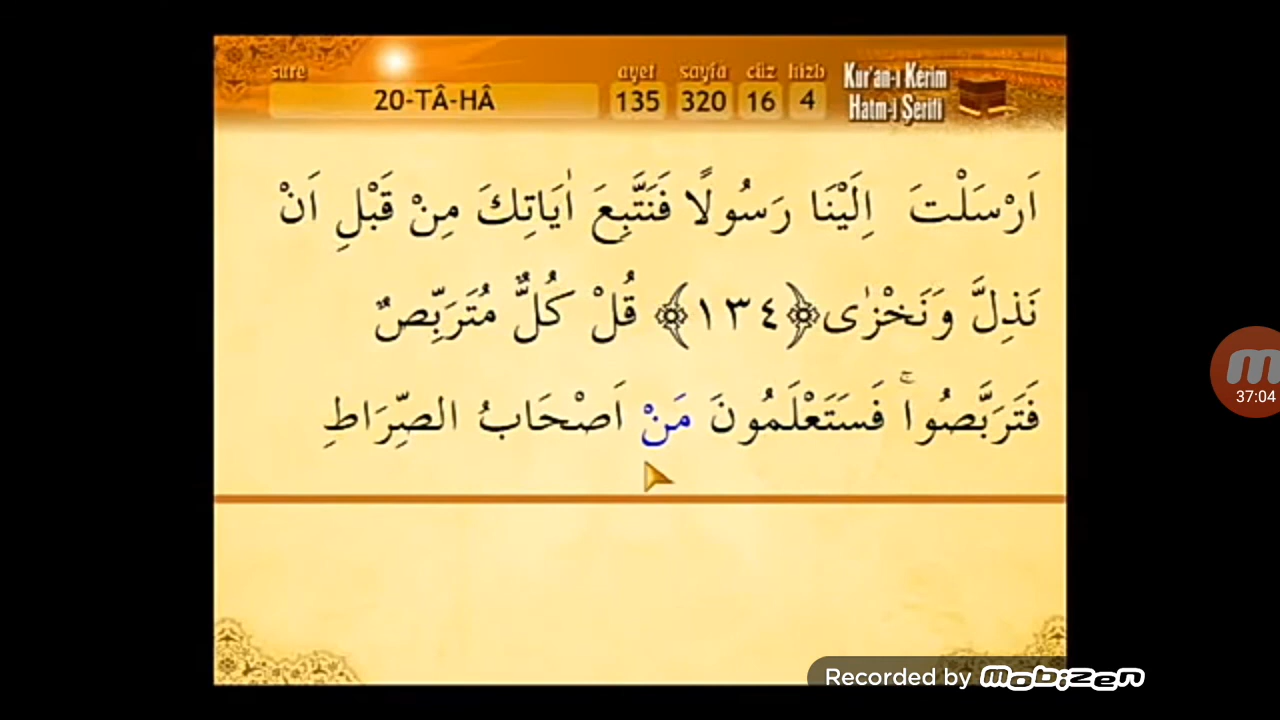 sure ayet sayfa cüz hizb
20-TÂ-HÂ 135 320 16 4
Kur'an-ı Kerim
Hatm-i Şerifi
اَرْسَلْتَ اِلَيْنَا رَسُولًا فَنَتَّبِعَ اٰيَاتِكَ مِنْ قَبْلِ اَنْ
نَذِلَّ وَنَخْزٰى ﴿١٣٤﴾ قُلْ كُلٌّ مُتَرَبِّصٌ
فَتَرَبَّصُواۚ فَسَتَعْلَمُونَ مَنْ اَصْحَابُ الصِّرَاطِ
37:04
Recorded by Mobizen